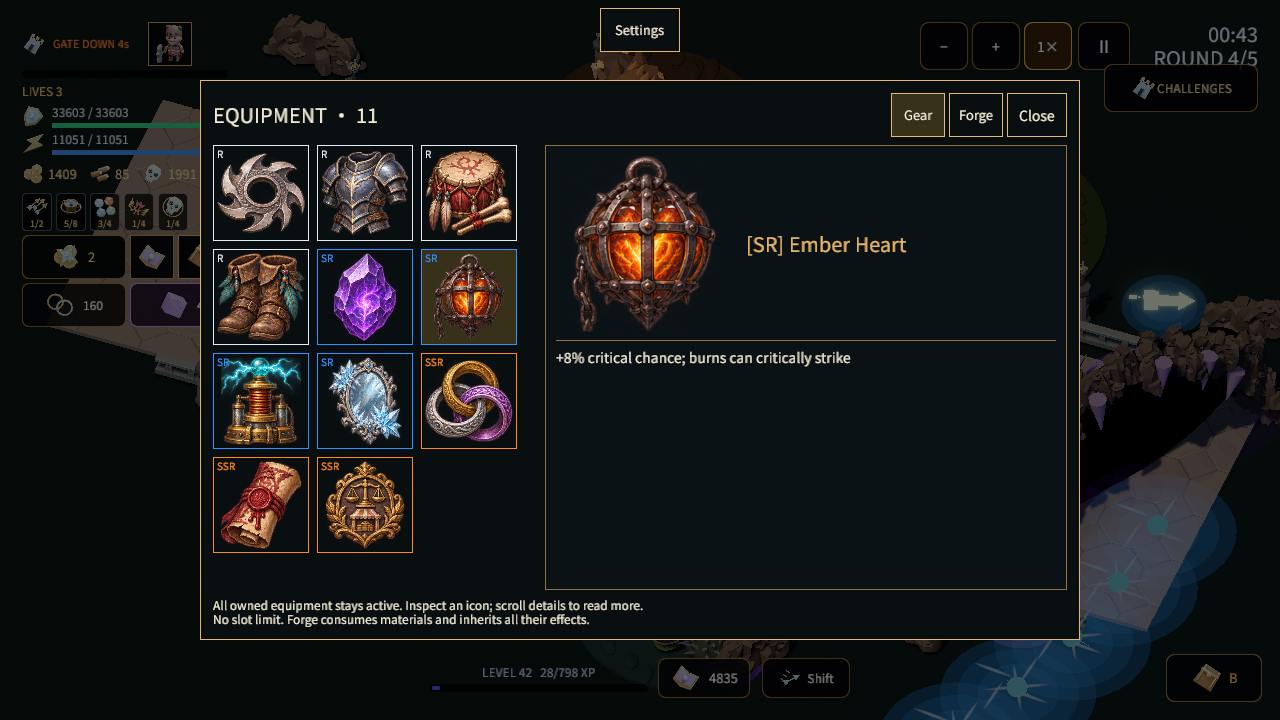 Settings
GATE DOWN 4s
00:43
ROUND 4/5
CHALLENGES
− + 1× II
LIVES 3
33603 / 33603
11051 / 11051
1409 85 1991
1/2 5/8 3/4 1/4 1/4
2
160
EQUIPMENT • 11
Gear Forge Close
R R R
R SR SR
SR SR SSR
SSR SSR
[SR] Ember Heart
+8% critical chance; burns can critically strike
All owned equipment stays active. Inspect an icon; scroll details to read more.
No slot limit. Forge consumes materials and inherits all their effects.
LEVEL 42 28/798 XP
4835
Shift
B